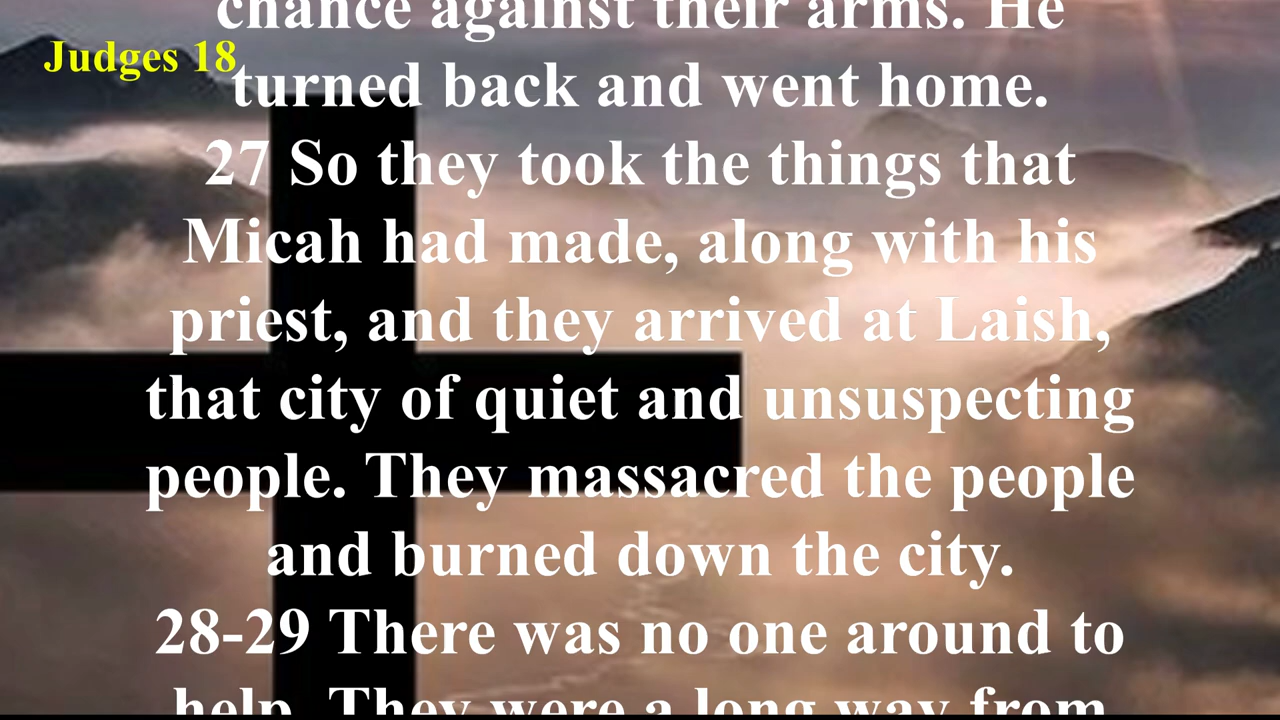 chance against their arms. He
Judges 18
turned back and went home.
27 So they took the things that
Micah had made, along with his
priest, and they arrived at Laish,
that city of quiet and unsuspecting
people. They massacred the people
and burned down the city.
28-29 There was no one around to
help. They were a long way from